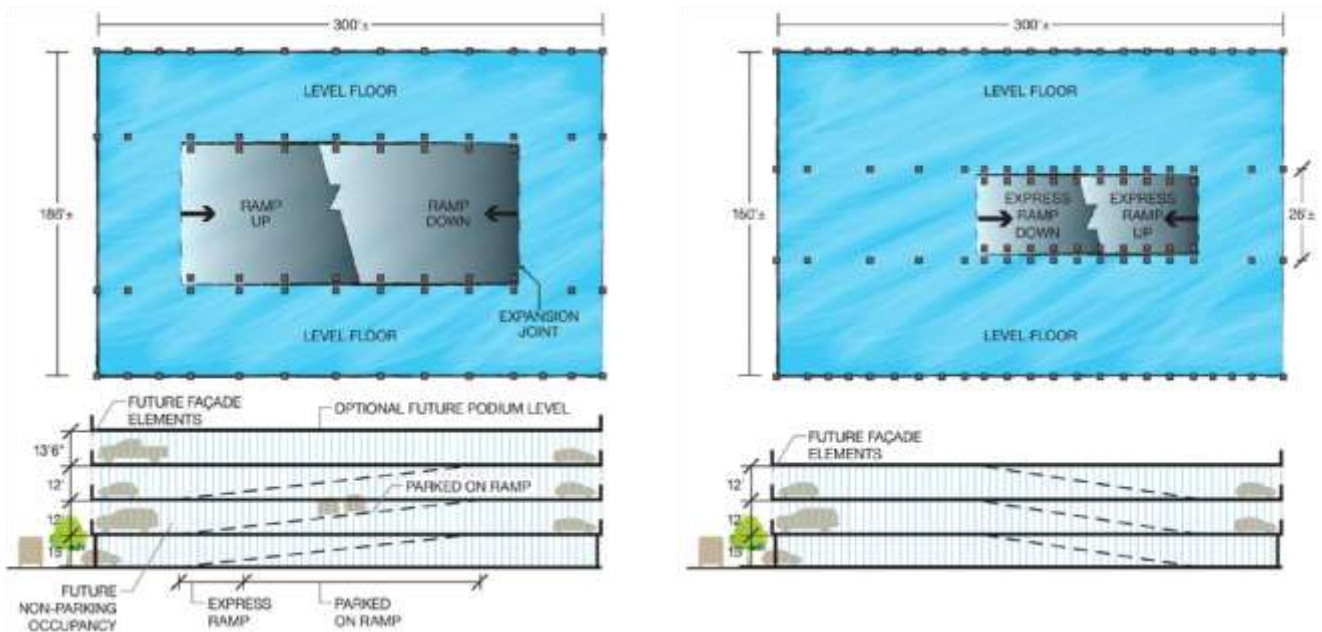 300'±
LEVEL FLOOR
186'±
RAMP
UP
RAMP
DOWN
EXPANSION
JOINT
LEVEL FLOOR
FUTURE FAÇADE
ELEMENTS
OPTIONAL FUTURE PODIUM LEVEL
13'6"
12'
PARKED ON RAMP
12'
15'
FUTURE
NON-PARKING
OCCUPANCY
EXPRESS
RAMP
PARKED
ON RAMP
300'±
LEVEL FLOOR
150'±
EXPRESS
RAMP
DOWN
EXPRESS
RAMP
UP
26'±
LEVEL FLOOR
FUTURE FAÇADE
ELEMENTS
12'
12'
15'